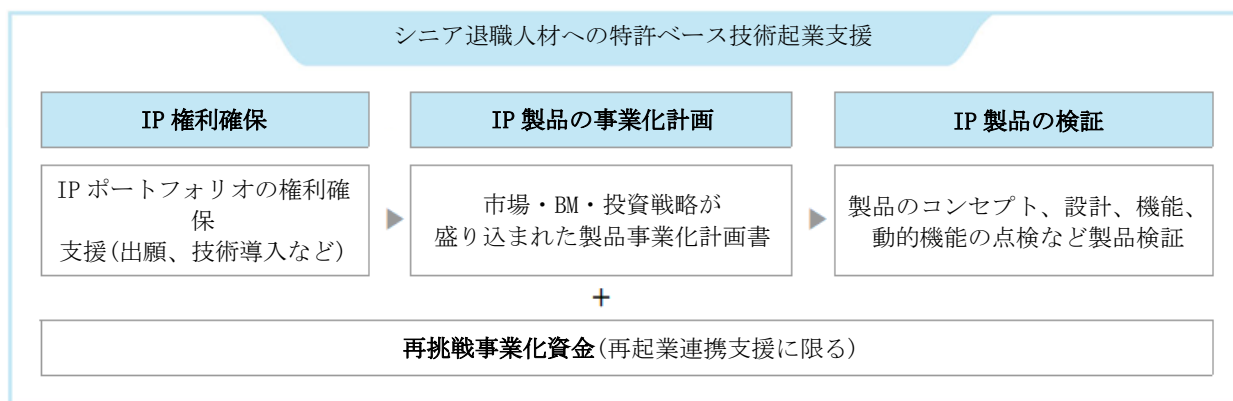 シニア退職人材への特許ベース技術起業支援
IP 権利確保
IP 製品の事業化計画
IP 製品の検証
IP ポートフォリオの権利確
保
支援(出願、技術導入など)
市場・BM・投資戦略が
盛り込まれた製品事業化計画書
製品のコンセプト、設計、機能、
動的機能の点検など製品検証
+
再挑戦事業化資金(再起業連携支援に限る)